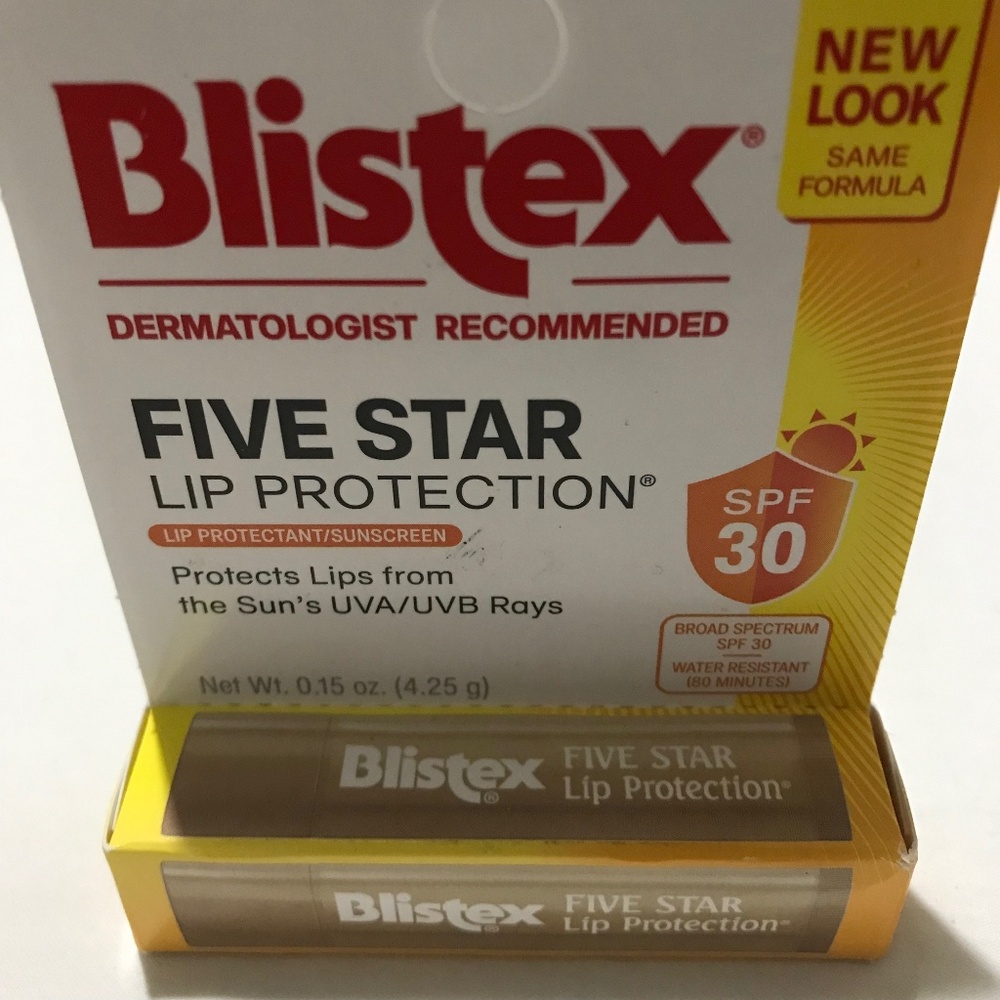 Blistex®
NEW
LOOK
SAME
FORMULA
DERMATOLOGIST RECOMMENDED
FIVE STAR
LIP PROTECTION®
LIP PROTECTANT/SUNSCREEN
Protects Lips from
the Sun's UVA/UVB Rays
SPF
30
BROAD SPECTRUM
SPF 30
WATER RESISTANT
(80 MINUTES)
Net Wt. 0.15 oz. (4.25 g)
Blistex® FIVE STAR
Lip Protection®
Blistex® FIVE STAR
Lip Protection®